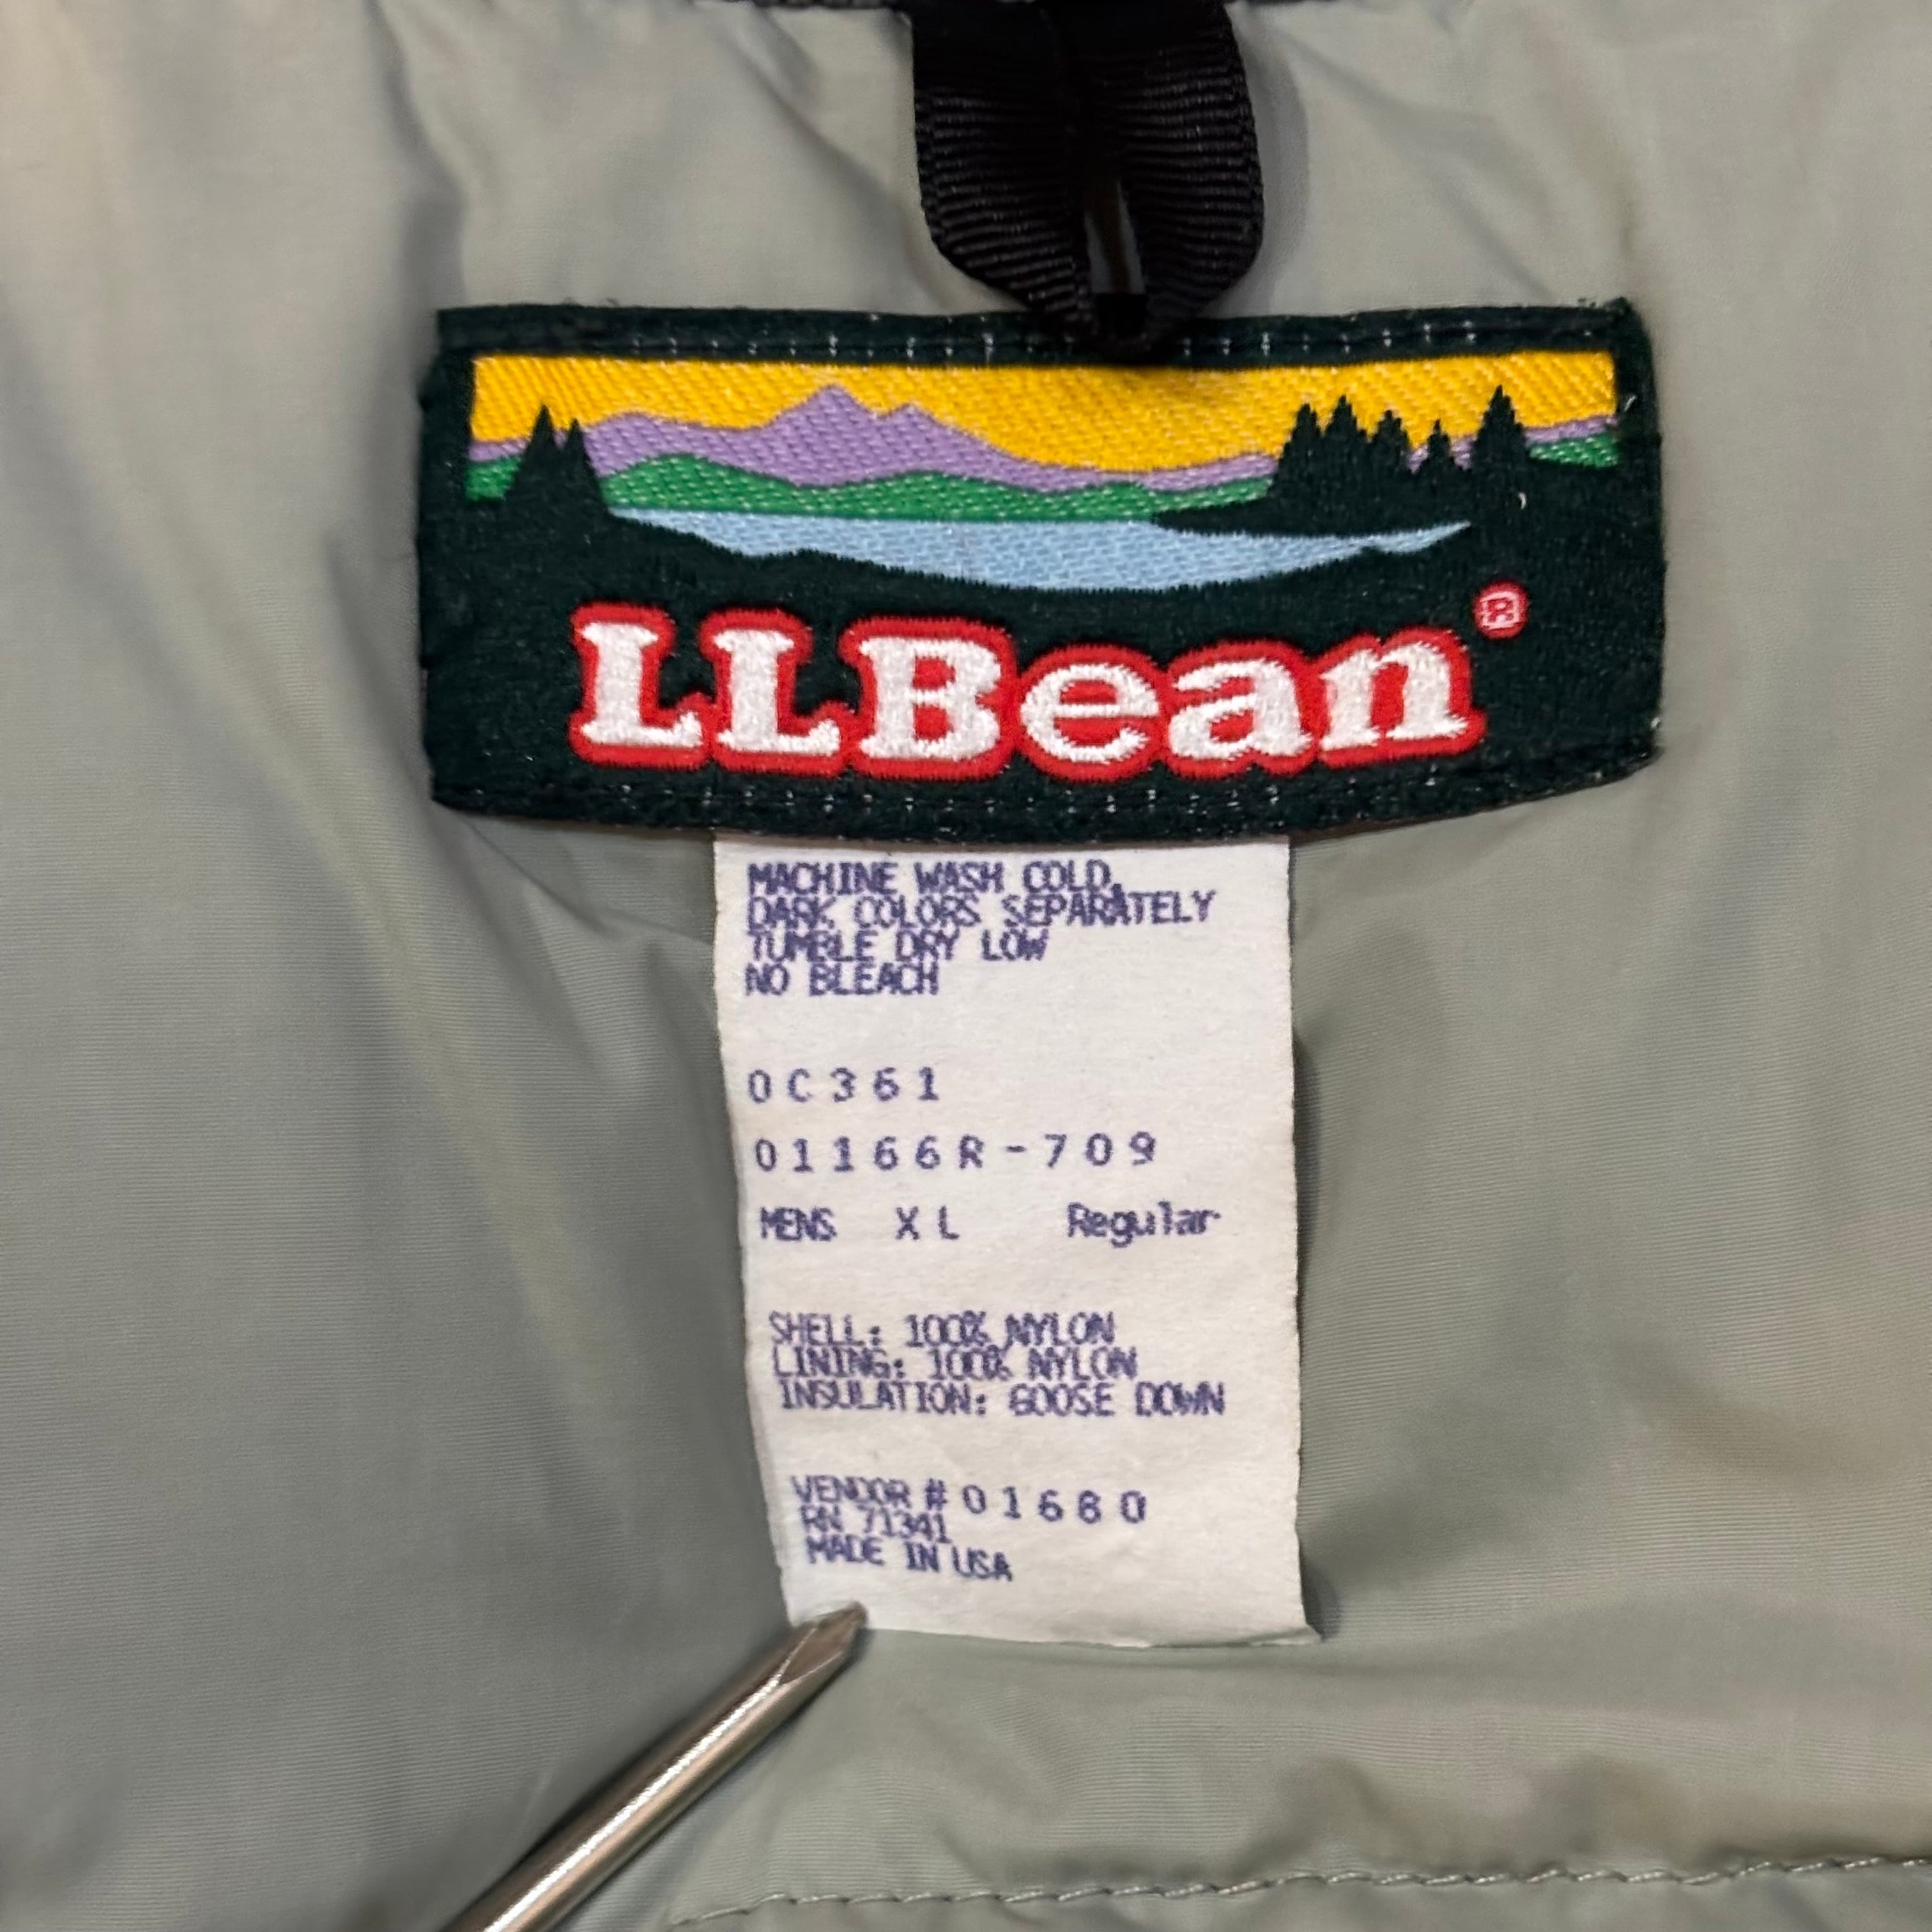 LLBean®
MACHINE WASH COLD,
DARK COLORS SEPARATELY
TUMBLE DRY LOW
NO BLEACH
0C361
01166R-709
MENS XL Regular
SHELL: 100% NYLON
LINING: 100% NYLON
INSULATION: GOOSE DOWN
VENDOR # 01680
RN 71341
MADE IN USA